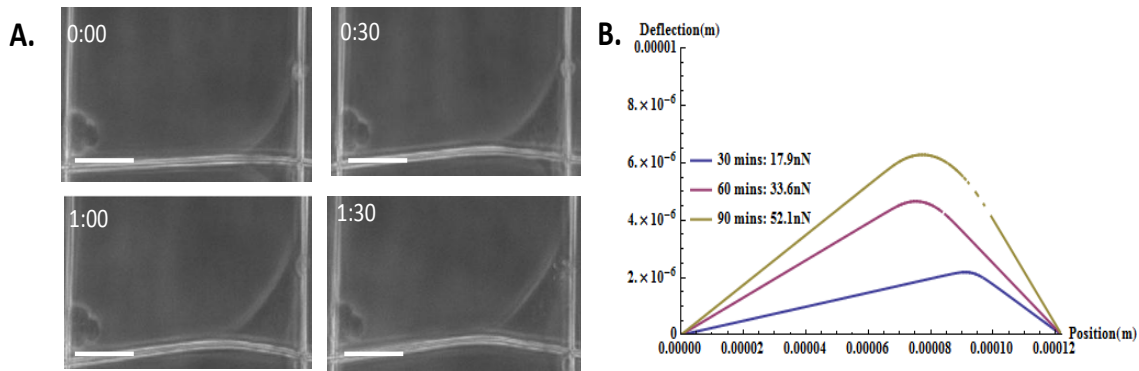 A.
0:00
0:30
1:00
1:30
B.
Deflection(m)
0.00001
8.×10⁻⁶
6.×10⁻⁶
4.×10⁻⁶
2.×10⁻⁶
0
30 mins: 17.9nN
60 mins: 33.6nN
90 mins: 52.1nN
0.00000 0.00002 0.00004 0.00006 0.00008 0.00010 0.00012
Position(m)